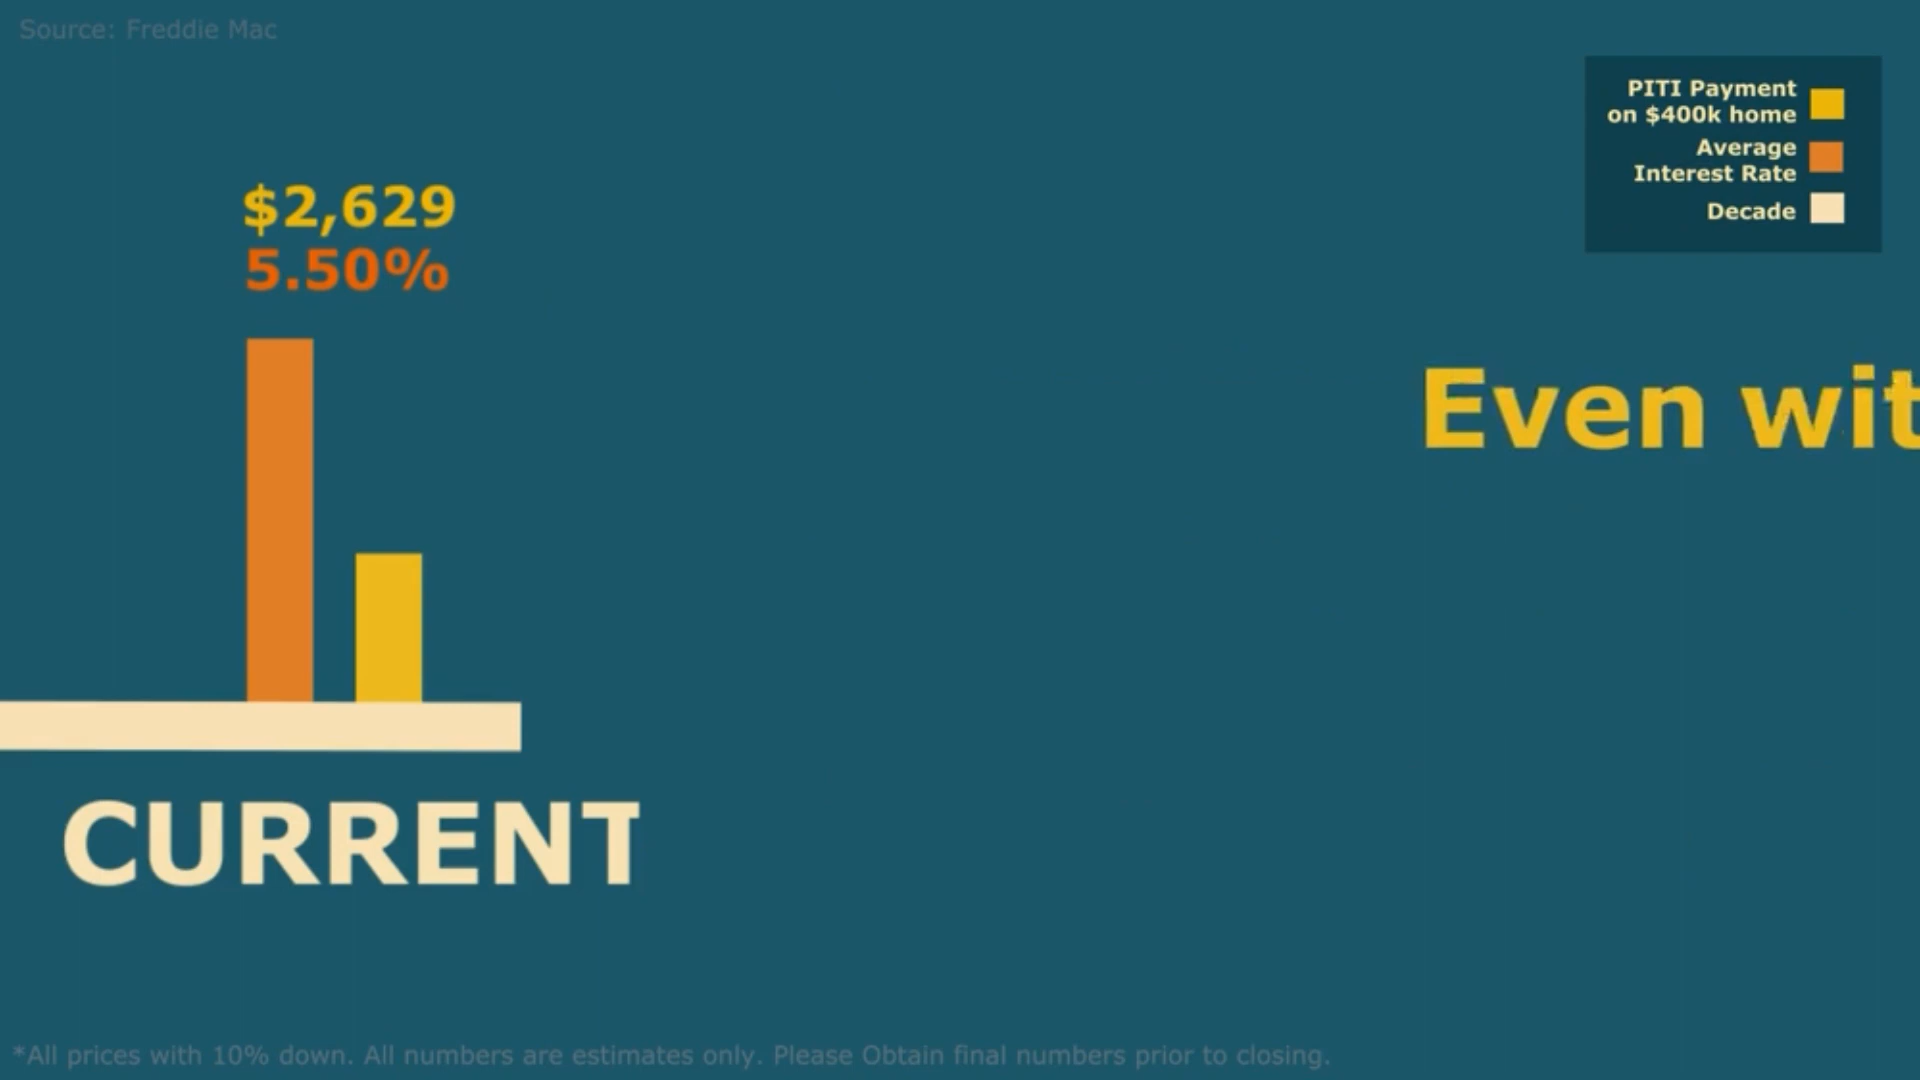 Source: Freddie Mac
PITI Payment
on $400k home
Average
Interest Rate
Decade
$2,629
5.50%
Even wit
CURRENT
*All prices with 10% down. All numbers are estimates only. Please Obtain final numbers prior to closing.